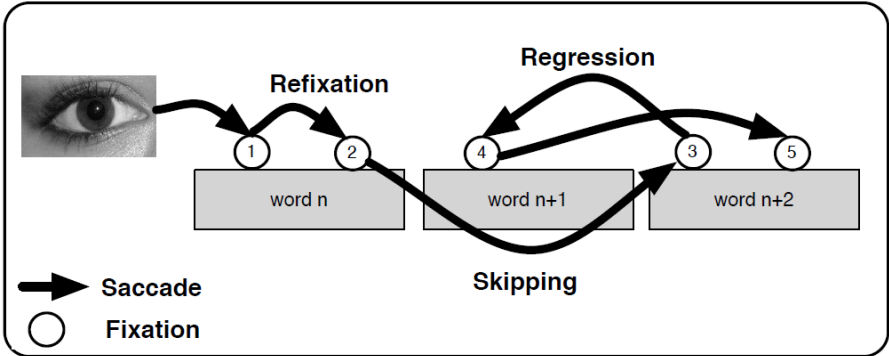 Refixation
Regression
1
2
4
3
5
word n
word n+1
word n+2
Skipping
Saccade
Fixation